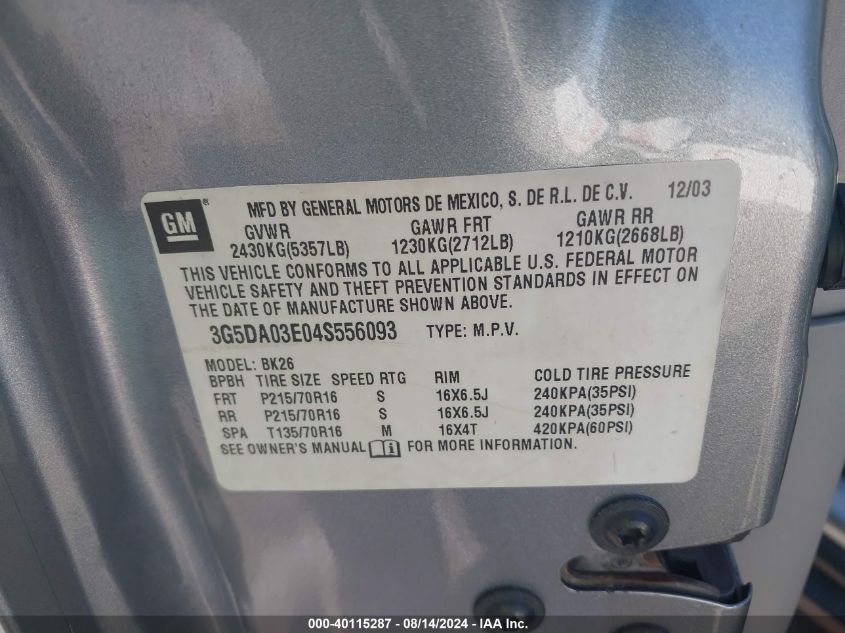 GM ® MFD BY GENERAL MOTORS DE MEXICO, S. DE R.L. DE C.V. 12/03
GVWR GAWR FRT GAWR RR
2430KG(5357LB) 1230KG(2712LB) 1210KG(2668LB)
THIS VEHICLE CONFORMS TO ALL APPLICABLE U.S. FEDERAL MOTOR
VEHICLE SAFETY AND THEFT PREVENTION STANDARDS IN EFFECT ON
THE DATE OF MANUFACTURE SHOWN ABOVE.
3G5DA03E04S556093 TYPE: M.P.V.
MODEL: BK26
BPBH TIRE SIZE SPEED RTG RIM COLD TIRE PRESSURE
FRT P215/70R16 S 16X6.5J 240KPA(35PSI)
RR P215/70R16 S 16X6.5J 240KPA(35PSI)
SPA T135/70R16 M 16X4T 420KPA(60PSI)
SEE OWNER'S MANUAL FOR MORE INFORMATION.
000-40115287 - 08/14/2024 - IAA Inc.